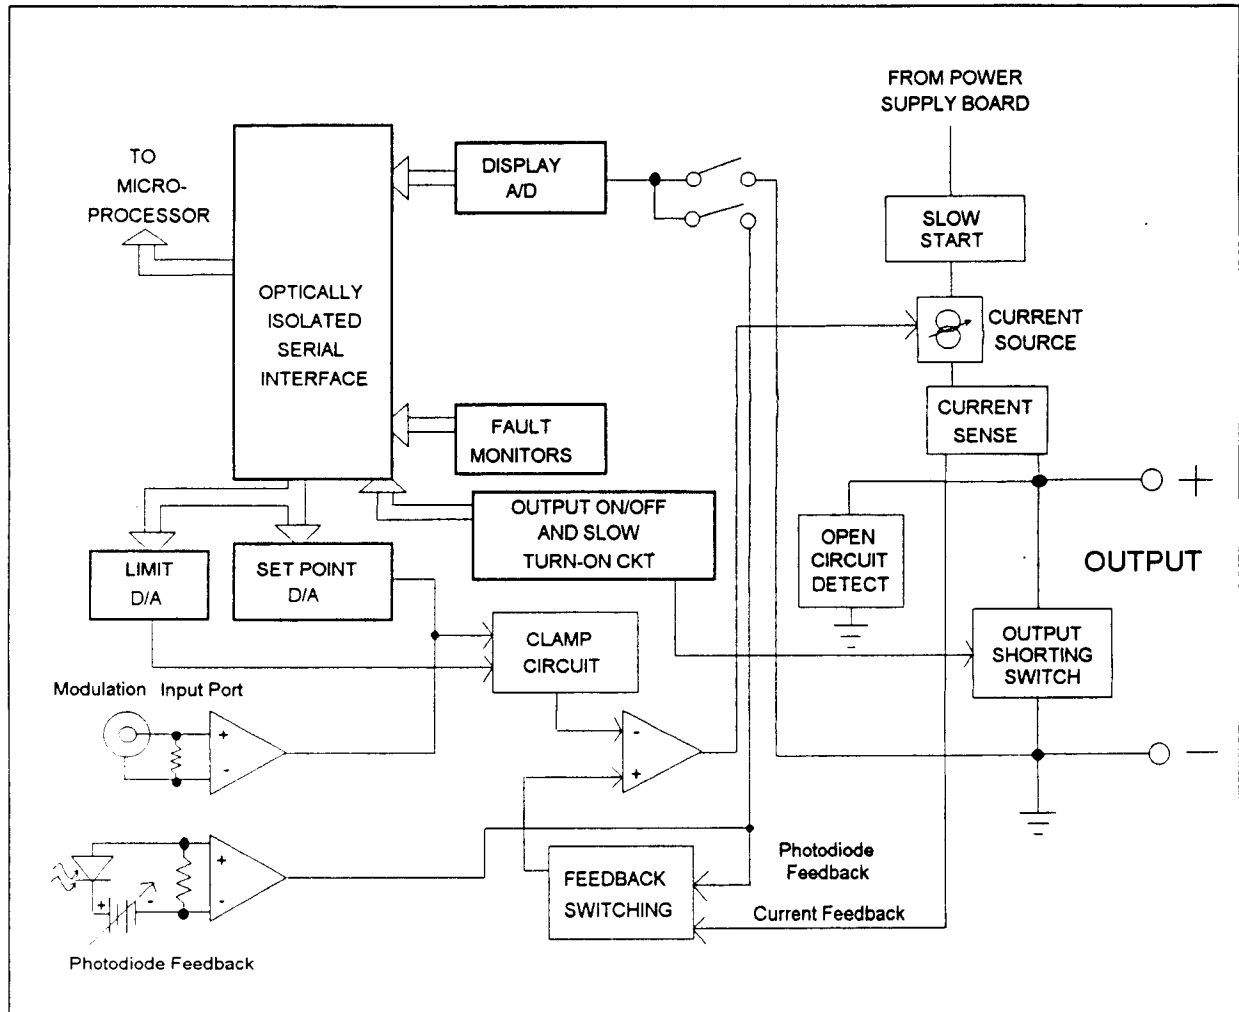 FROM POWER
SUPPLY BOARD
TO
MICRO-
PROCESSOR
DISPLAY
A/D
SLOW
START
OPTICALLY
ISOLATED
SERIAL
INTERFACE
CURRENT
SOURCE
CURRENT
SENSE
FAULT
MONITORS
+
OUTPUT ON/OFF
AND SLOW
TURN-ON CKT
OPEN
CIRCUIT
DETECT
OUTPUT
LIMIT
D/A
SET POINT
D/A
CLAMP
CIRCUIT
OUTPUT
SHORTING
SWITCH
Modulation Input Port
+
-
-
+
—
+
-
+ -
FEEDBACK
SWITCHING
Photodiode
Feedback
Current Feedback
Photodiode Feedback